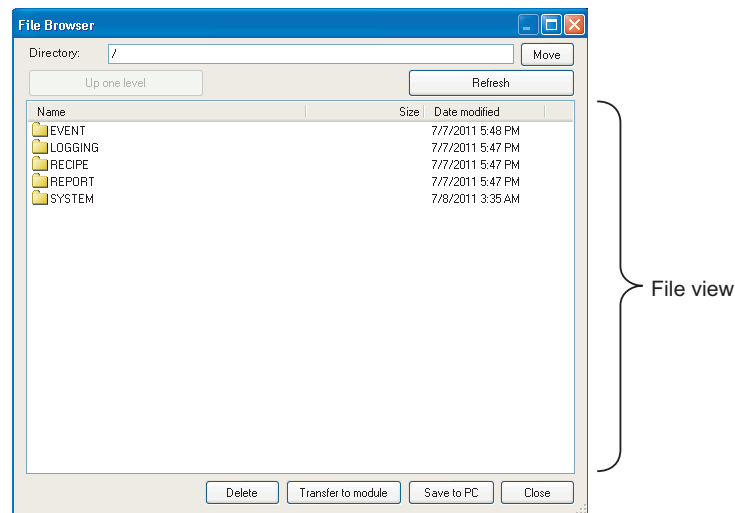 File Browser
Directory: / Move
Up one level Refresh
Name Size Date modified
EVENT 7/7/2011 5:48 PM
LOGGING 7/7/2011 5:47 PM
RECIPE 7/7/2011 5:47 PM
REPORT 7/7/2011 5:47 PM
SYSTEM 7/8/2011 3:35 AM
File view
Delete Transfer to module Save to PC Close